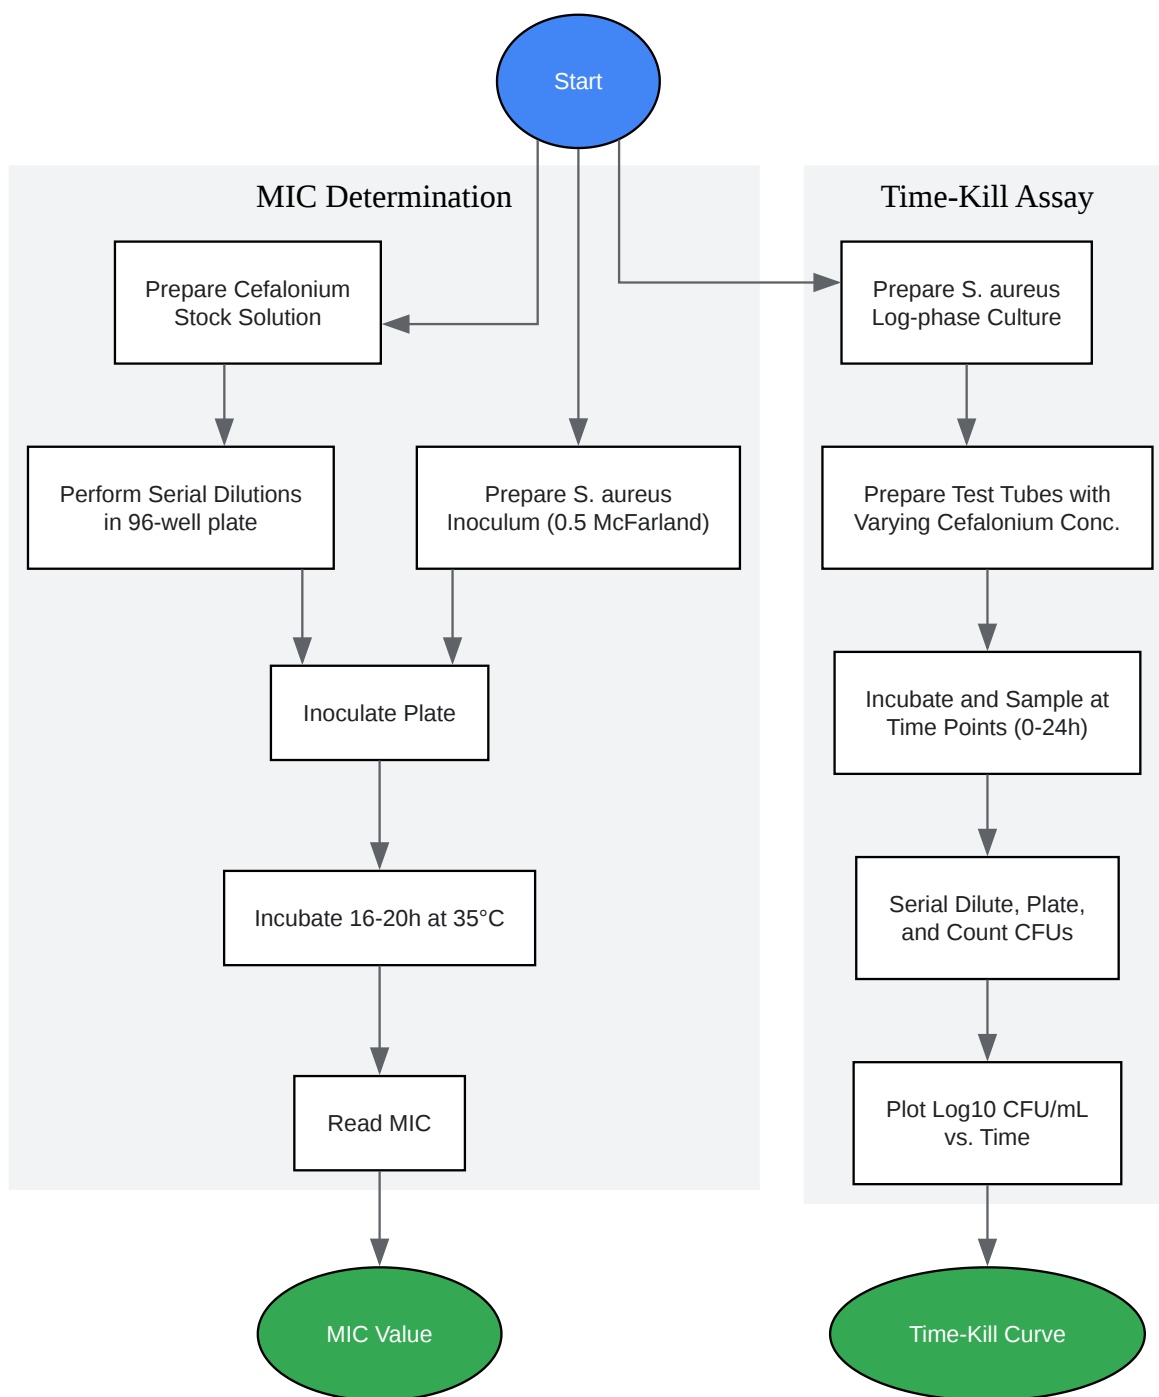 Start
MIC Determination
Prepare Cefalonium
Stock Solution
Perform Serial Dilutions
in 96-well plate
Prepare S. aureus
Inoculum (0.5 McFarland)
Inoculate Plate
Incubate 16-20h at 35°C
Read MIC
MIC Value
Time-Kill Assay
Prepare S. aureus
Log-phase Culture
Prepare Test Tubes with
Varying Cefalonium Conc.
Incubate and Sample at
Time Points (0-24h)
Serial Dilute, Plate,
and Count CFUs
Plot Log10 CFU/mL
vs. Time
Time-Kill Curve